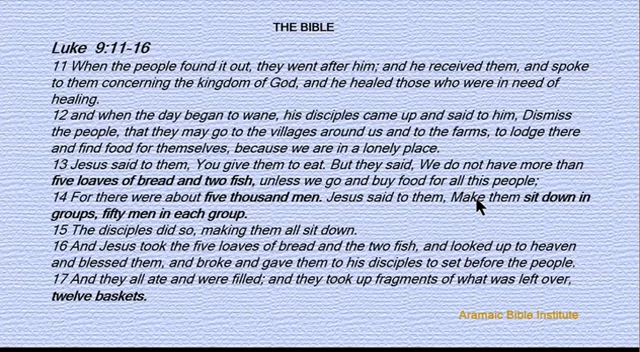 THE BIBLE
Luke 9:11-16
11 When the people found it out, they went after him; and he received them, and spoke
to them concerning the kingdom of God, and he healed those who were in need of
healing.
12 and when the day began to wane, his disciples came up and said to him, Dismiss
the people, that they may go to the villages around us and to the farms, to lodge there
and find food for themselves, because we are in a lonely place.
13 Jesus said to them, You give them to eat. But they said, We do not have more than
five loaves of bread and two fish, unless we go and buy food for all this people;
14 For there were about five thousand men. Jesus said to them, Make them sit down in
groups, fifty men in each group.
15 The disciples did so, making them all sit down.
16 And Jesus took the five loaves of bread and the two fish, and looked up to heaven
and blessed them, and broke and gave them to his disciples to set before the people.
17 And they all ate and were filled; and they took up fragments of what was left over,
twelve baskets.
Aramaic Bible Institute